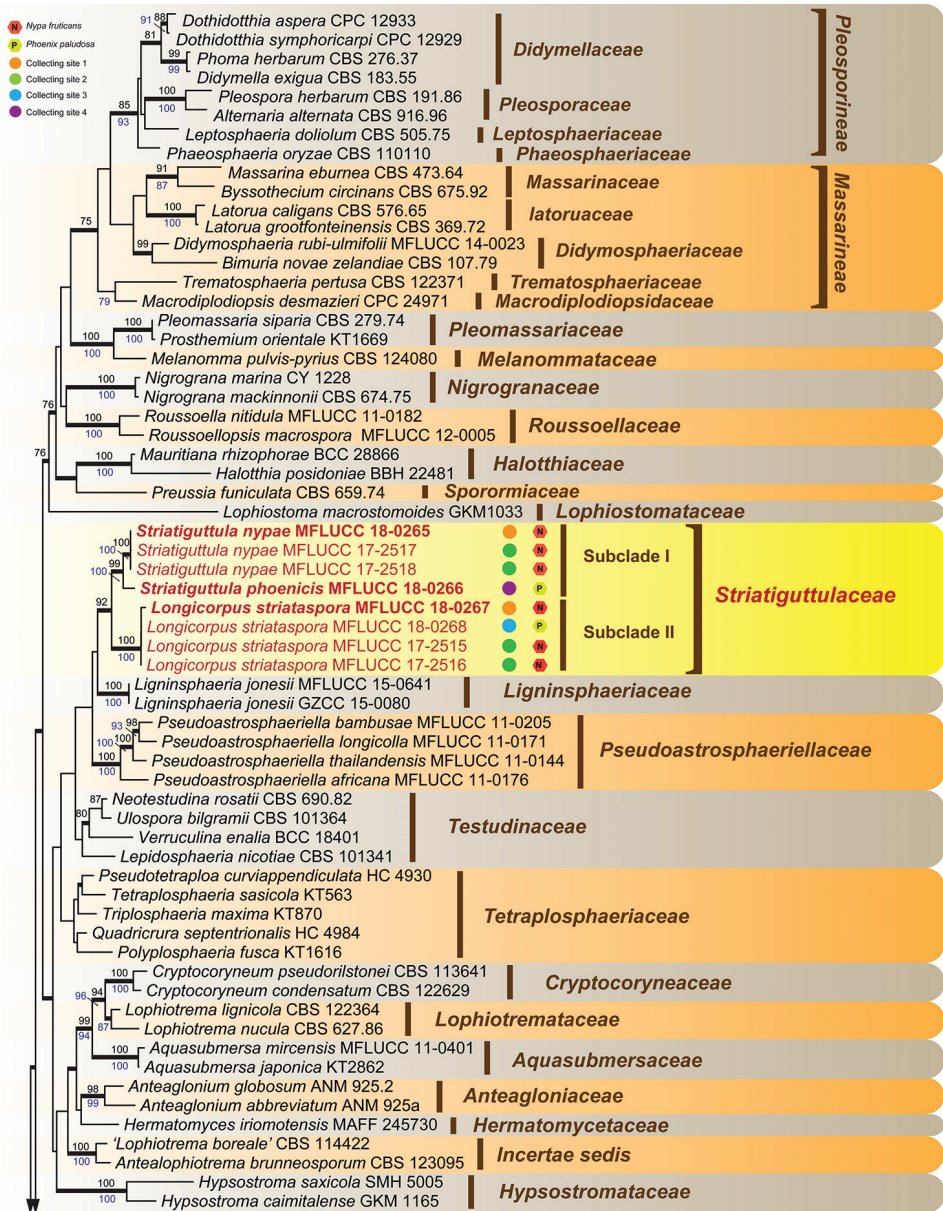 N Nypa fruticans
P Phoenix paludosa
Collecting site 1
Collecting site 2
Collecting site 3
Collecting site 4
91 88 Dothidotthia aspera CPC 12933
Dothidotthia symphoricarpi CPC 12929
81
99 Phoma herbarum CBS 276.37
99 Didymella exigua CBS 183.55
Didymellaceae
85
93
100 Pleospora herbarum CBS 191.86
100 Alternaria alternata CBS 916.96
Pleosporaceae
Leptosphaeria doliolum CBS 505.75 Leptosphaeriaceae
Phaeosphaeria oryzae CBS 110110 Phaeosphaeriaceae
Pleosporineae
91 Massarina eburnea CBS 473.64
87 Byssothecium circinans CBS 675.92
Massarinaceae
100 Latorua caligans CBS 576.65
100 Latorua grootfonteinensis CBS 369.72
latoruaceae
75
99 Didymosphaeria rubi-ulmifolii MFLUCC 14-0023
Bimuria novae zelandiae CBS 107.79
Didymosphaeriaceae
Trematosphaeria pertusa CBS 122371 Trematosphaeriaceae
79 Macrodiplodiopsis desmazieri CPC 24971 Macrodiplodiopsidaceae
Massarineae
100 Pleomassaria siparia CBS 279.74
100 Prosthemium orientale KT1669
Pleomassariaceae
100
100 Melanomma pulvis-pyrius CBS 124080 Melanommataceae
100 Nigrograna marina CY 1228
100 Nigrograna mackinnonii CBS 674.75
Nigrogranaceae
76
100 Roussoella nitidula MFLUCC 11-0182
100 Roussoellopsis macrospora MFLUCC 12-0005
Roussoellaceae
76
100 Mauritiana rhizophorae BCC 28866
100 Halotthia posidoniae BBH 22481
Halotthiaceae
Preussia funiculata CBS 659.74 Sporormiaceae
Lophiostoma macrostomoides GKM1033 Lophiostomataceae
Striatiguttula nypae MFLUCC 18-0265 N
100
100 Striatiguttula nypae MFLUCC 17-2517 N
Striatiguttula nypae MFLUCC 17-2518 N
99
100 Striatiguttula phoenicis MFLUCC 18-0266 P
Subclade I
92
Longicorpus striataspora MFLUCC 18-0267 N
Longicorpus striataspora MFLUCC 18-0268 P
100 Longicorpus striataspora MFLUCC 17-2515 N
100 Longicorpus striataspora MFLUCC 17-2516 N
Subclade II
Striatiguttulaceae
100 Ligninsphaeria jonesii MFLUCC 15-0641
100 Ligninsphaeria jonesii GZCC 15-0080
Ligninsphaeriaceae
93 98 Pseudoastrosphaeriella bambusae MFLUCC 11-0205
100 100 Pseudoastrosphaeriella longicolla MFLUCC 11-0171
100 Pseudoastrosphaeriella thailandensis MFLUCC 11-0144
100 Pseudoastrosphaeriella africana MFLUCC 11-0176
Pseudoastrosphaeriellaceae
87 Neotestudina rosatii CBS 690.82
80 Ulospora bilgramii CBS 101364
Verruculina enalia BCC 18401
Lepidosphaeria nicotiae CBS 101341
Testudinaceae
Pseudotetraploa curviappendiculata HC 4930
Tetraplosphaeria sasicola KT563
Triplosphaeria maxima KT870
Quadricrura septentrionalis HC 4984
Polyplosphaeria fusca KT1616
Tetraplosphaeriaceae
100 Cryptocoryneum pseudorilstonei CBS 113641
100 Cryptocoryneum condensatum CBS 122629
Cryptocoryneaceae
96 94
Lophiotrema lignicola CBS 122364
87 Lophiotrema nucula CBS 627.86
Lophiotremataceae
99
94
100 Aquasubmersa mircensis MFLUCC 11-0401
100 Aquasubmersa japonica KT2862
Aquasubmersaceae
98 Anteaglonium globosum ANM 925.2
99 Anteaglonium abbreviatum ANM 925a
Anteagloniaceae
Hermatomyces iriomotensis MAFF 245730 Hermatomycetaceae
100 'Lophiotrema boreale' CBS 114422
100 Antealophiotrema brunneosporum CBS 123095
Incertae sedis
100 Hypsostroma saxicola SMH 5005
100 Hypsostroma caimitalense GKM 1165
Hypsostromataceae